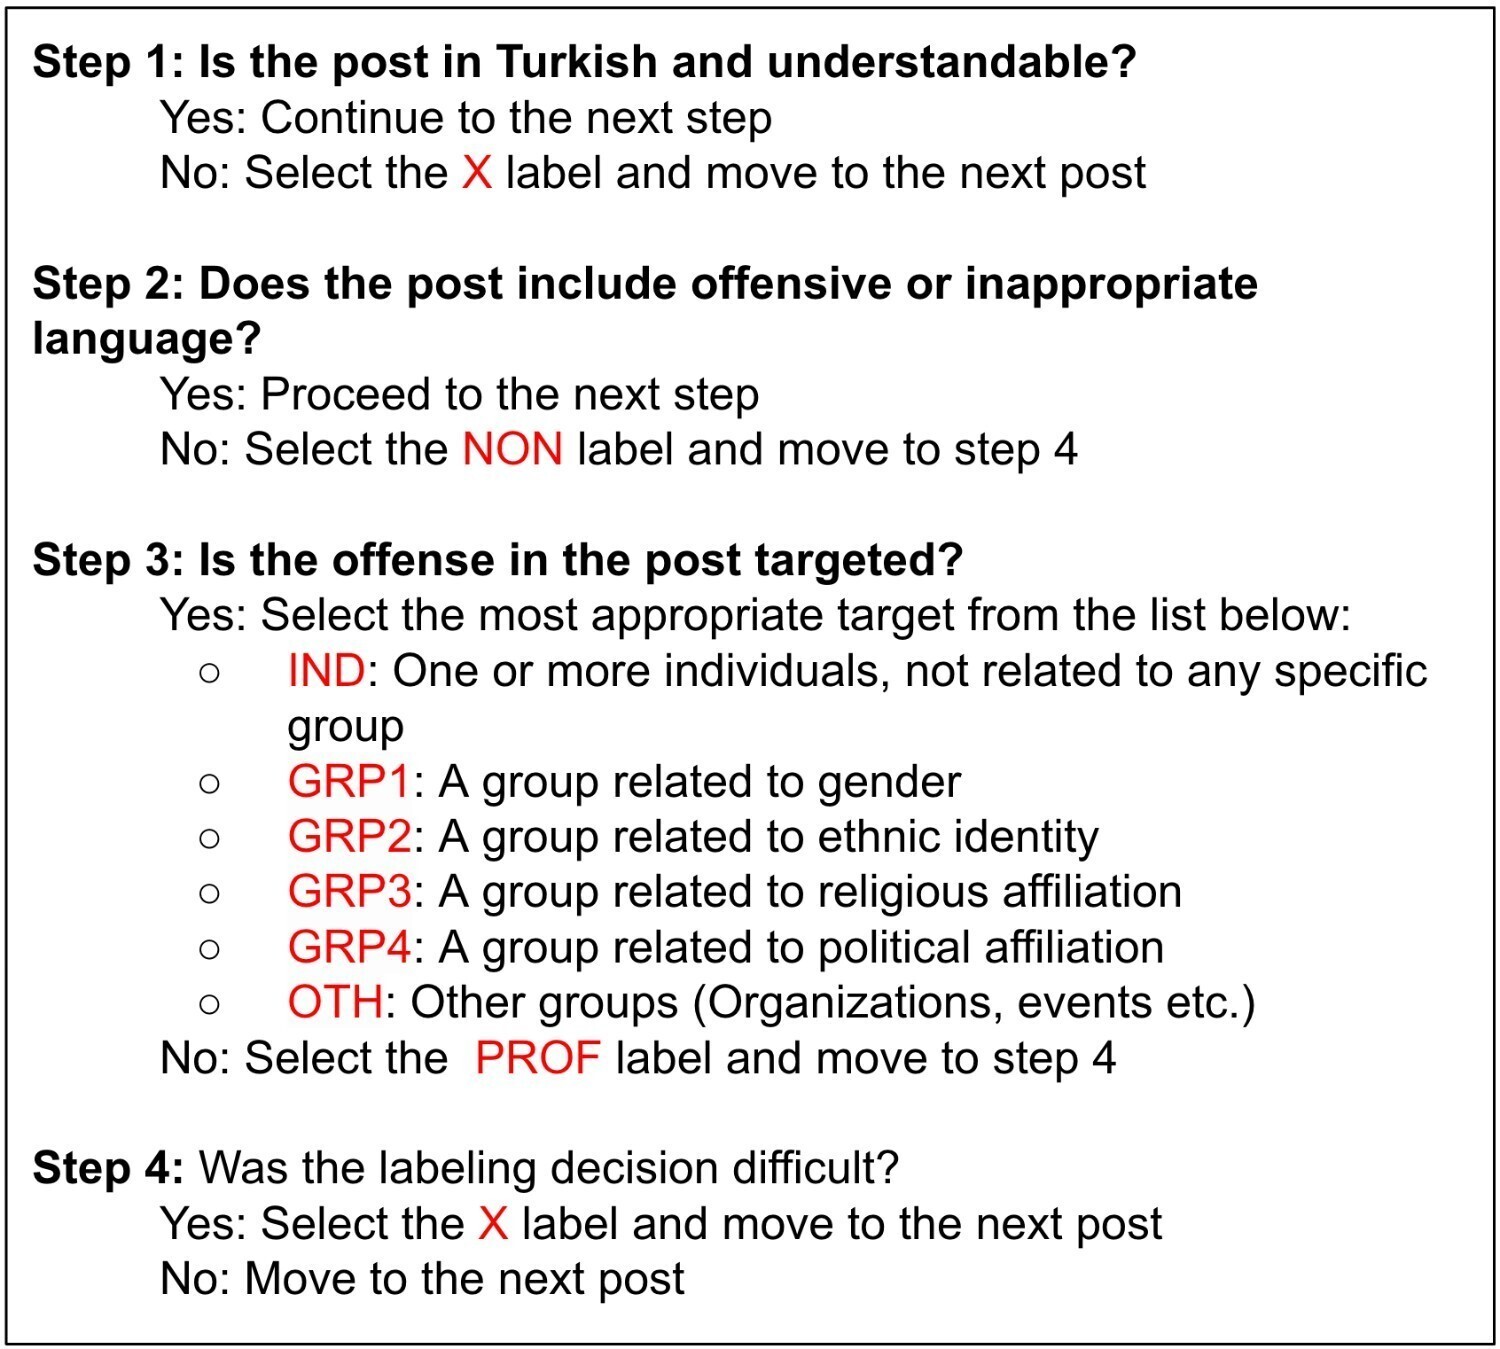 Step 1: Is the post in Turkish and understandable?
Yes: Continue to the next step
No: Select the X label and move to the next post
Step 2: Does the post include offensive or inappropriate
language?
Yes: Proceed to the next step
No: Select the NON label and move to step 4
Step 3: Is the offense in the post targeted?
Yes: Select the most appropriate target from the list below:
○ IND: One or more individuals, not related to any specific
group
○ GRP1: A group related to gender
○ GRP2: A group related to ethnic identity
○ GRP3: A group related to religious affiliation
○ GRP4: A group related to political affiliation
○ OTH: Other groups (Organizations, events etc.)
No: Select the PROF label and move to step 4
Step 4: Was the labeling decision difficult?
Yes: Select the X label and move to the next post
No: Move to the next post